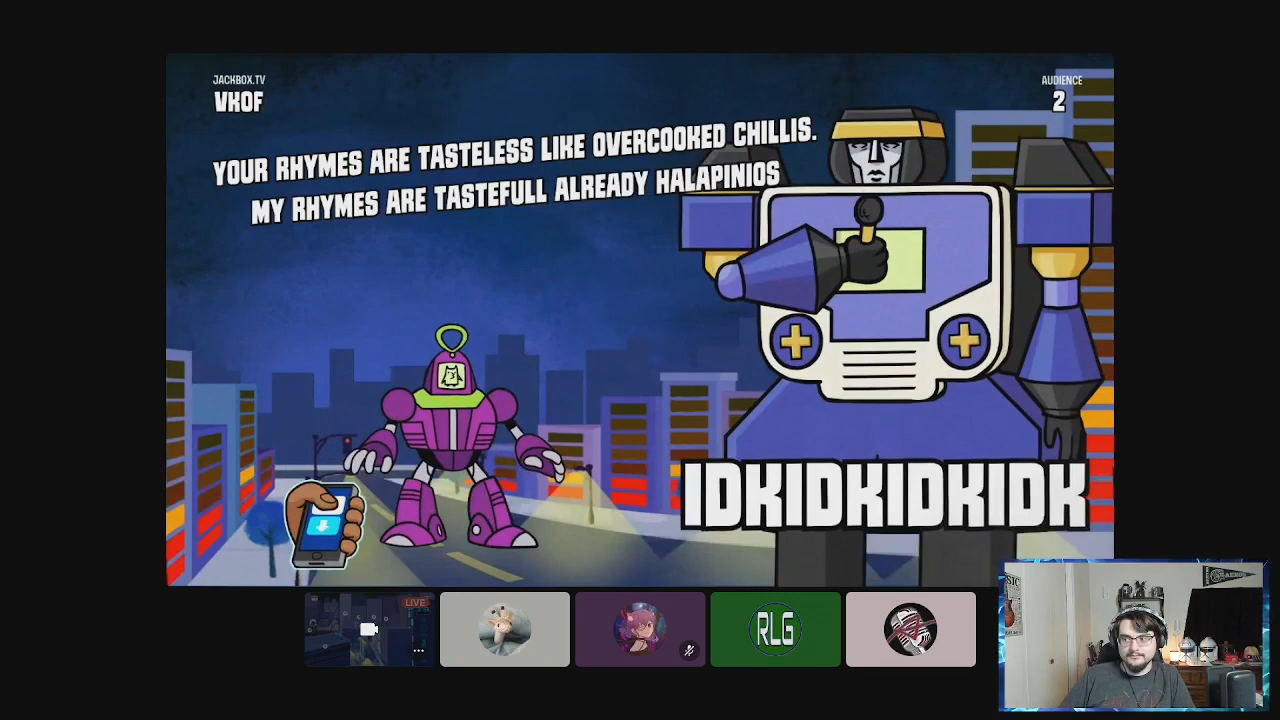 JACKBOX.TV
VKOF
AUDIENCE
2
YOUR RHYMES ARE TASTELESS LIKE OVERCOOKED CHILLIS.
MY RHYMES ARE TASTEFULL ALREADY HALAPINIOS
IDKIDKIDKIDK
LIVE
RLG